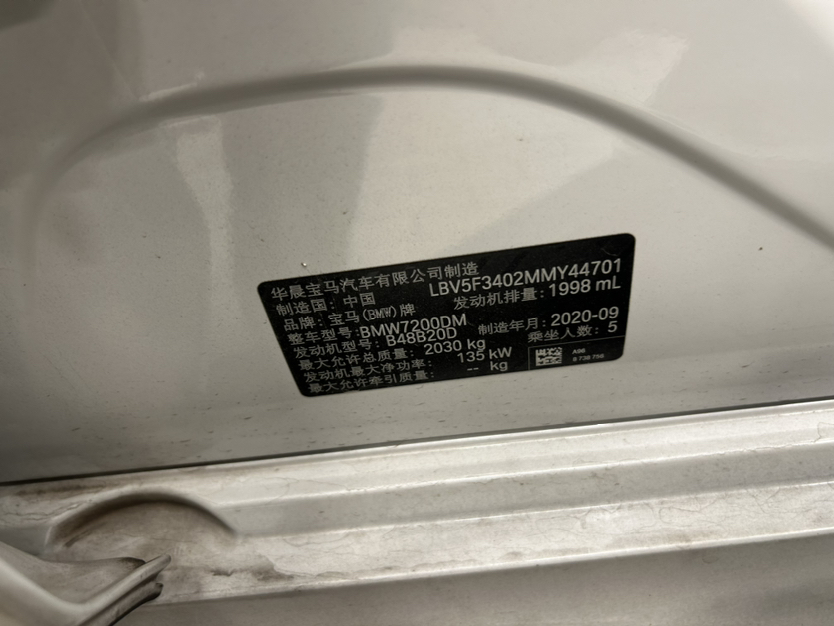 华晨宝马汽车有限公司制造
制造国: 中国 LBV5F3402MMY44701
品牌: 宝马(BMW)牌 发动机排量: 1998 mL
整车型号: BMW7200DM 制造年月: 2020-09
发动机型号: B48B20D 乘坐人数: 5
最大允许总质量: 2030 kg
发动机最大净功率: 135 kW
最大允许牵引质量: -- kg
A96